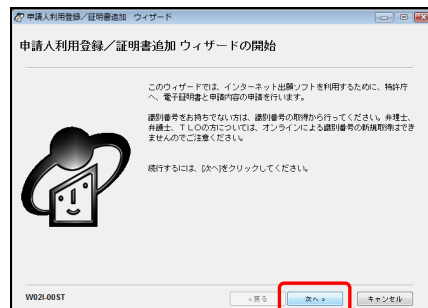 申請人利用登録／証明書追加 ウィザード
申請人利用登録／証明書追加 ウィザードの開始
このウィザードでは、インターネット出願ソフトを利用するために、特許庁
へ、電子証明書と申請内容の申請を行います。
識別番号をお持ちでない方は、識別番号の取得から行ってください。弁理士、
弁護士、ＴＬＯの方については、オンラインによる識別番号の新規取得はでき
ませんのでご注意ください。
続行するには、[次へ]をクリックしてください。
W02I-00ST
<戻る
次へ>
キャンセル